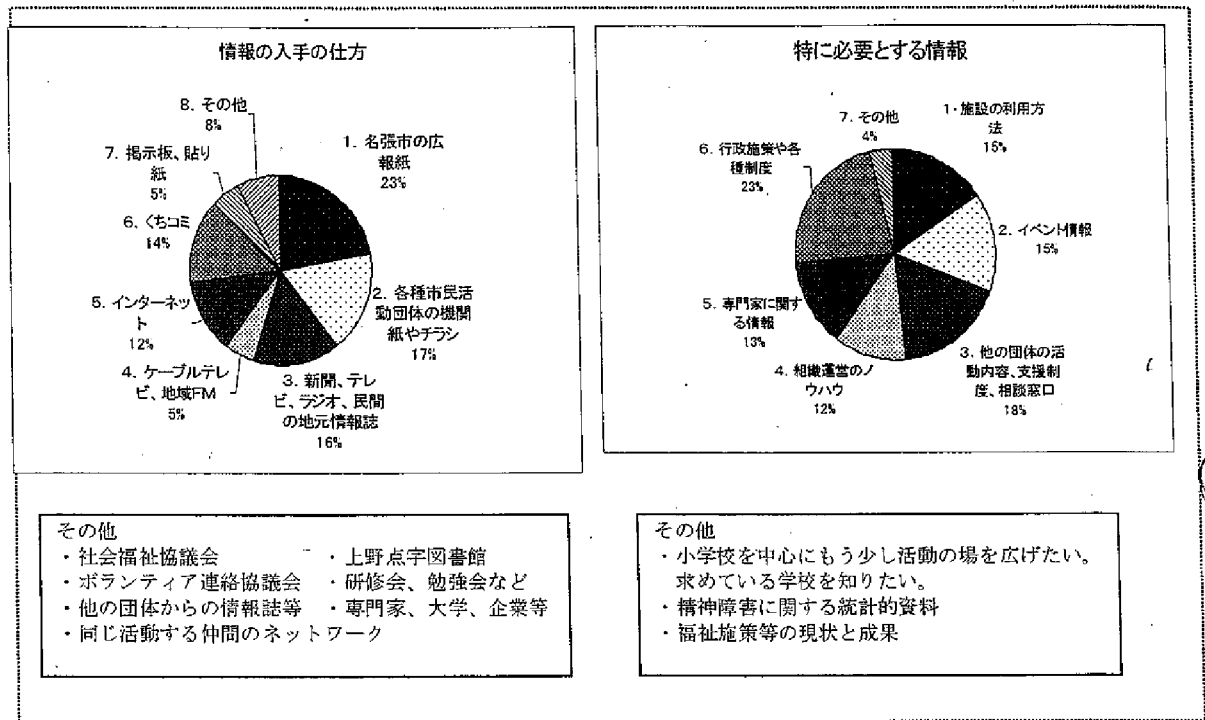 情報の入手の仕方
8. その他
8%
1. 名張市の広
報紙
23%
7. 掲示板、貼り
紙
5%
6. くちコミ
14%
5. インターネッ
ト
12%
2. 各種市民活
動団体の機関
紙やチラシ
17%
4. ケーブルテレ
ビ、地域FM
5%
3. 新聞、テレ
ビ、ラジオ、民間
の地元情報誌
16%
特に必要とする情報
7. その他
4%
1・施設の利用方
法
15%
6. 行政施策や各
種制度
23%
2. イベント情報
15%
5. 専門家に関す
る情報
13%
4. 組織運営のノ
ウハウ
12%
3. 他の団体の活
動内容、支援制
度、相談窓口
18%
その他
・社会福祉協議会 ・上野点字図書館
・ボランティア連絡協議会 ・研修会、勉強会など
・他の団体からの情報誌等 ・専門家、大学、企業等
・同じ活動する仲間のネットワーク
その他
・小学校を中心にもう少し活動の場を広げたい。
求めている学校を知りたい。
・精神障害に関する統計的資料
・福祉施策等の現状と成果